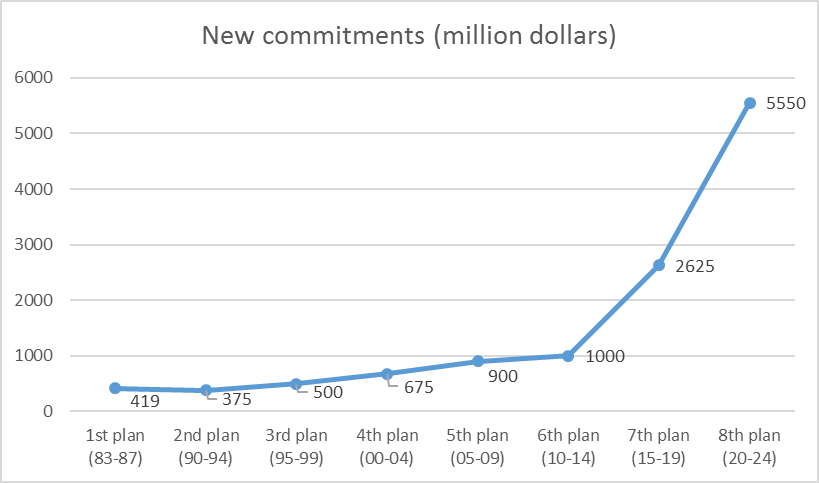 New commitments (million dollars)
6000
5000
4000
3000
2000
1000
0
419
375
500
675
900
1000
2625
5550
1st plan
(83-87)
2nd plan
(90-94)
3rd plan
(95-99)
4th plan
(00-04)
5th plan
(05-09)
6th plan
(10-14)
7th plan
(15-19)
8th plan
(20-24)